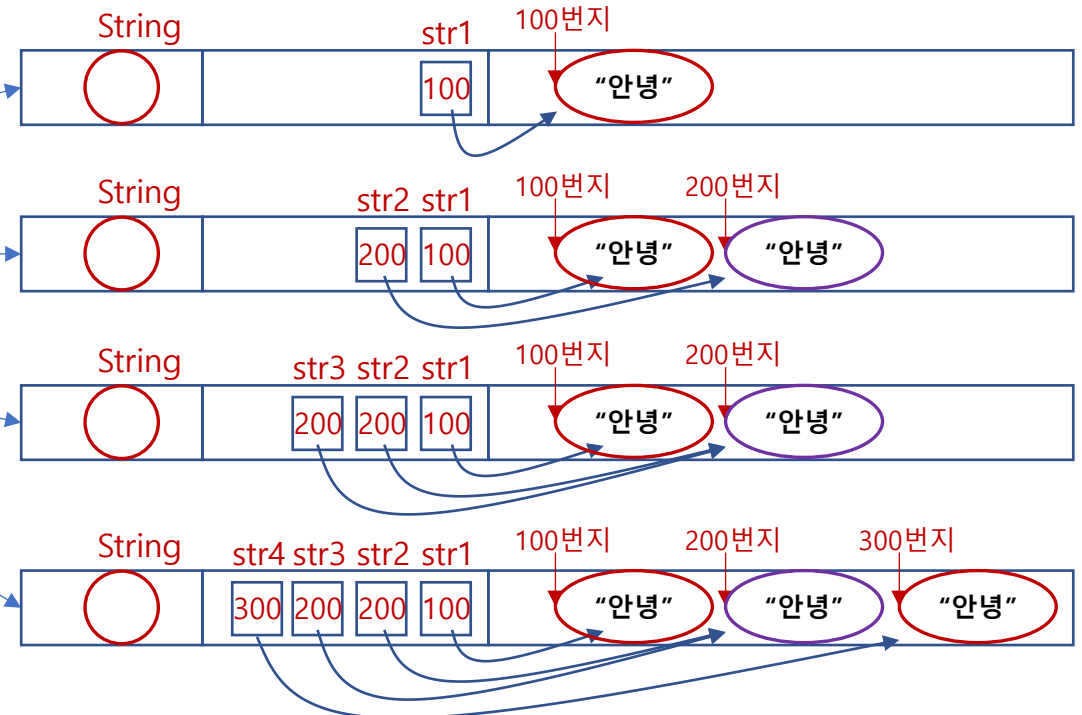 String str1 100번지
100 “안녕”
String str2 str1 100번지 200번지
200 100 “안녕” “안녕”
String str3 str2 str1 100번지 200번지
200 200 100 “안녕” “안녕”
String str4 str3 str2 str1 100번지 200번지 300번지
300 200 200 100 “안녕” “안녕” “안녕”